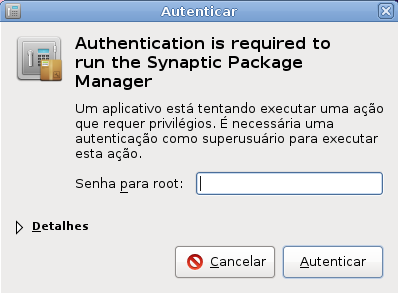 Autenticar
Authentication is required to
run the Synaptic Package
Manager
Um aplicativo está tentando executar uma ação
que requer privilégios. É necessária uma
autenticação como superusuário para executar
esta ação.
Senha para root:
Detalhes
Cancelar
Autenticar